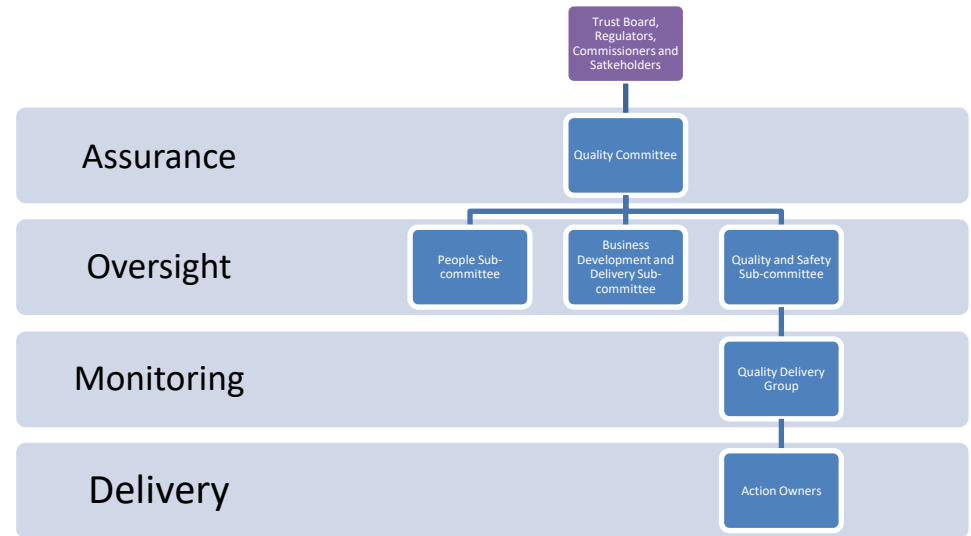 Trust Board,
Regulators,
Commissioners and
Satkeholders
Assurance
Quality Committee
Oversight
People Sub-
committee
Business
Development and
Delivery Sub-
committee
Quality and Safety
Sub-committee
Monitoring
Quality Delivery
Group
Delivery
Action Owners